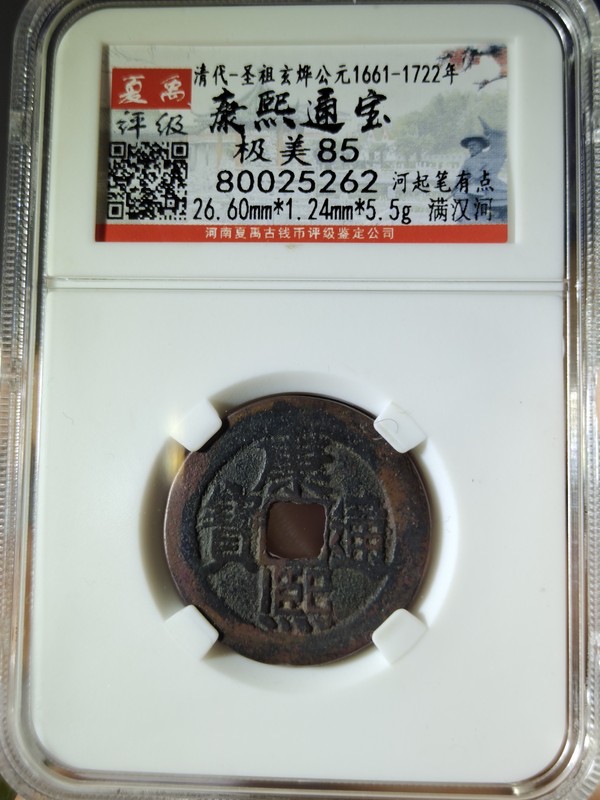 夏禹
评级
清代-圣祖玄烨公元1661-1722年
康熙通宝
极美85
80025262 河起笔有点
26.60mm*1.24mm*5.5g 满汉河
河南夏禹古钱币评级鉴定公司
康熙通寶